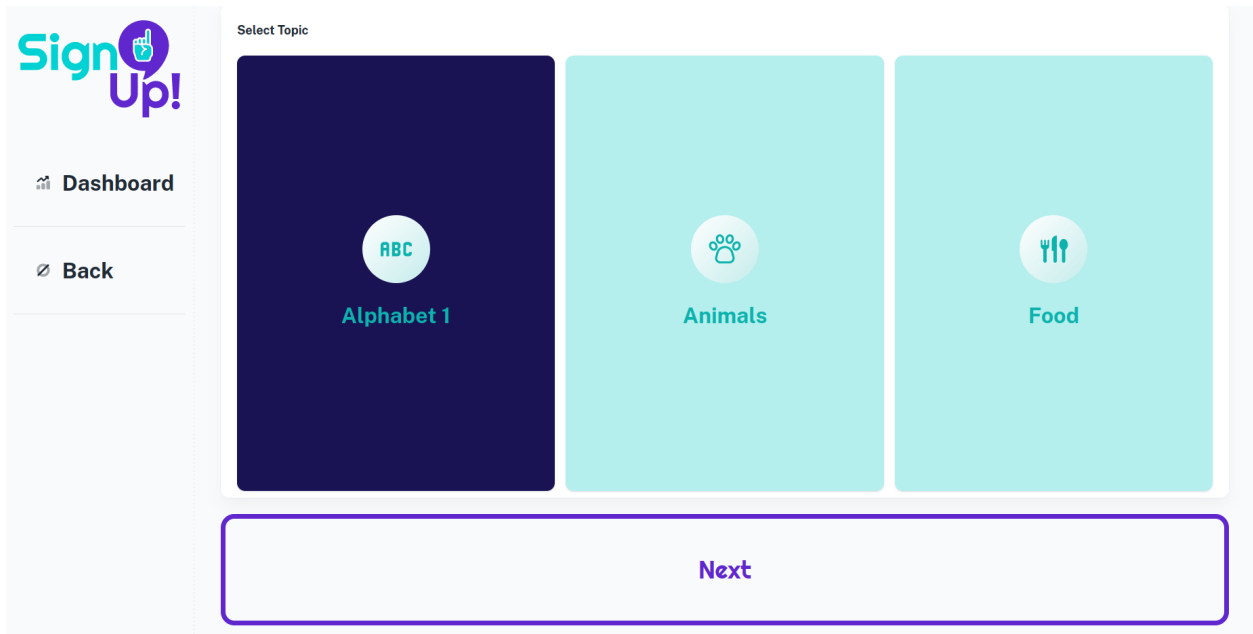 Sign
Up!
Dashboard
Back
Select Topic
ABC
Alphabet 1
Animals
Food
Next